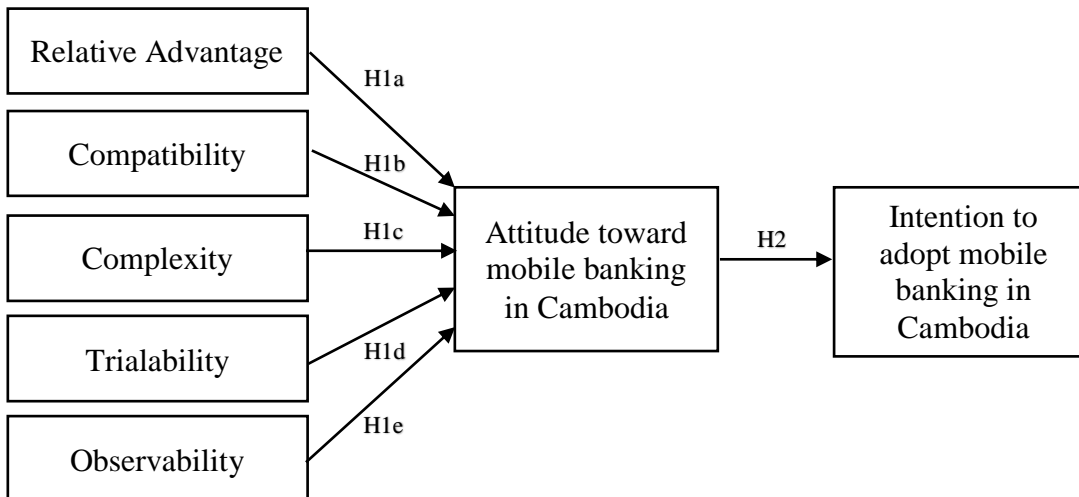 Relative Advantage
H1a
Compatibility
H1b
Complexity
H1c
Trialability
H1d
Observability
H1e
Attitude toward
mobile banking
in Cambodia
H2
Intention to
adopt mobile
banking in
Cambodia